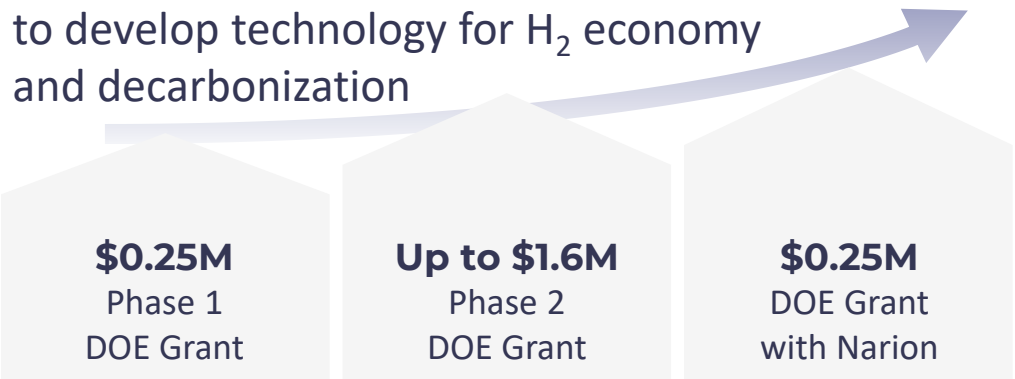 to develop technology for H₂ economy
and decarbonization
$0.25M
Phase 1
DOE Grant
Up to $1.6M
Phase 2
DOE Grant
$0.25M
DOE Grant
with Narion